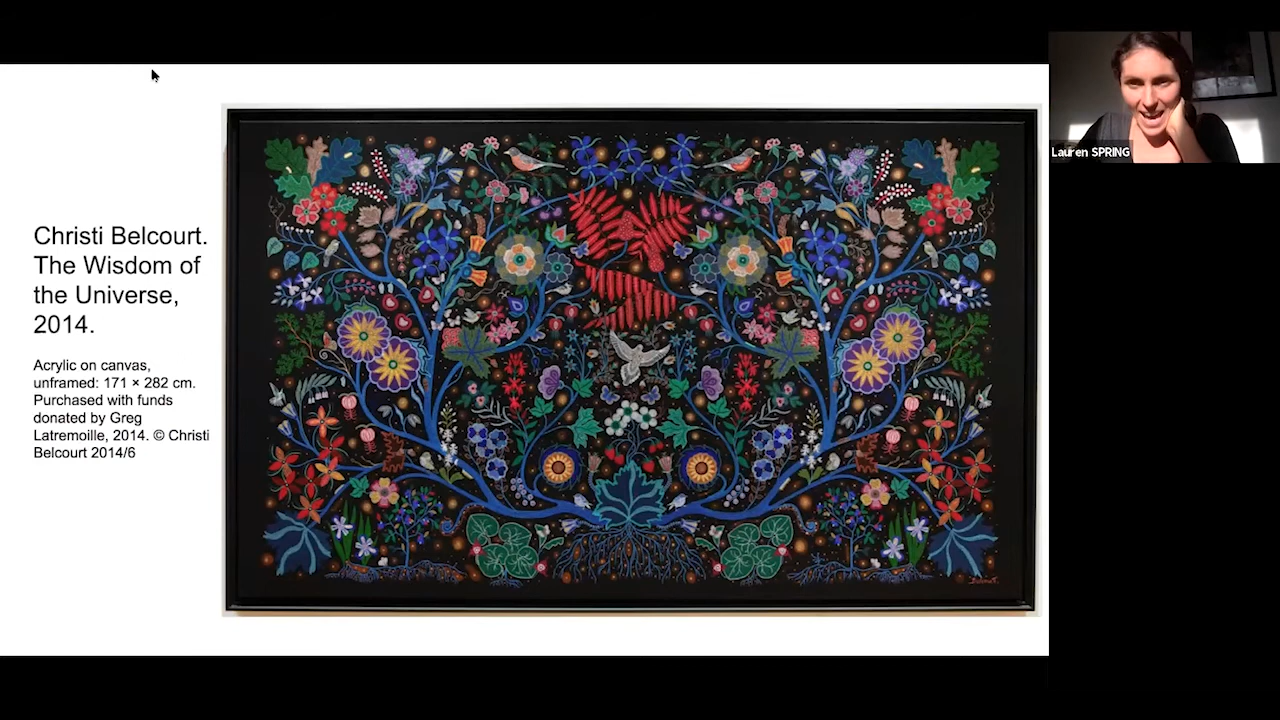 Christi Belcourt.
The Wisdom of
the Universe,
2014.
Acrylic on canvas,
unframed: 171 × 282 cm.
Purchased with funds
donated by Greg
Latremoille, 2014. © Christi
Belcourt 2014/6
Lauren SPRING